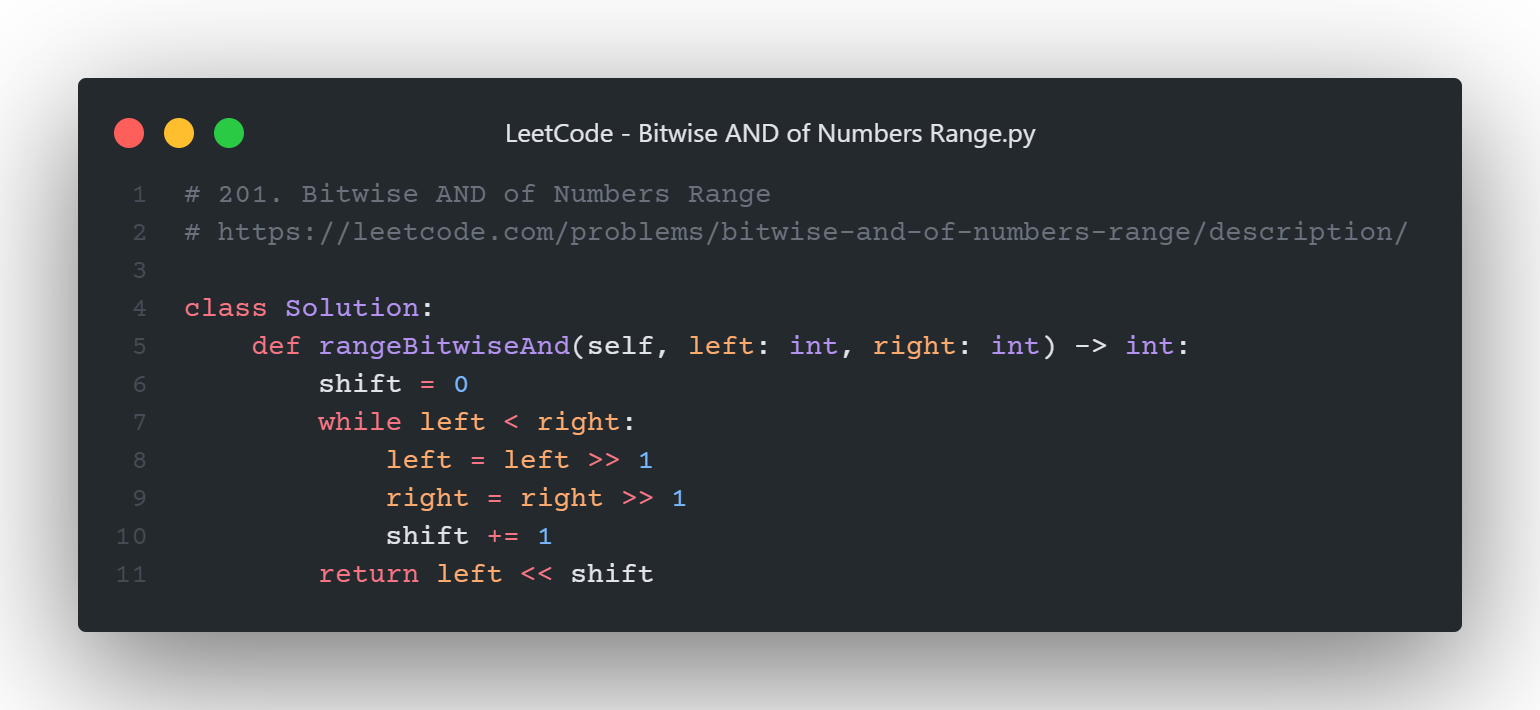 LeetCode - Bitwise AND of Numbers Range.py
1 # 201. Bitwise AND of Numbers Range
2 # https://leetcode.com/problems/bitwise-and-of-numbers-range/description/
3
4 class Solution:
5     def rangeBitwiseAnd(self, left: int, right: int) -> int:
6         shift = 0
7         while left < right:
8             left = left >> 1
9             right = right >> 1
10             shift += 1
11         return left << shift